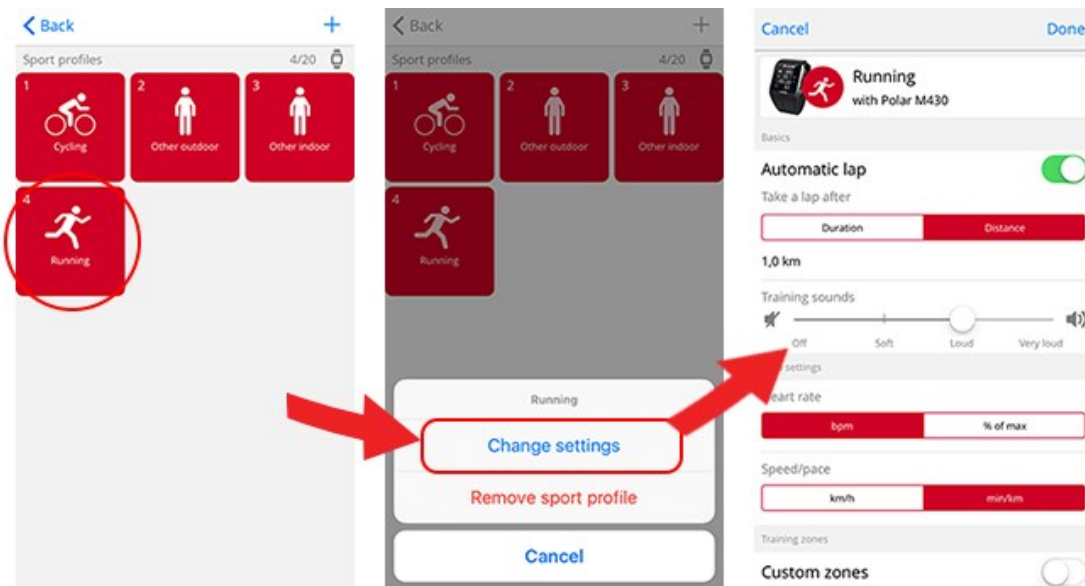 Back
Sport profiles 4/20
1
2
3
Cycling
Other outdoor
Other indoor
4
Running
Back
Sport profiles 4/20
1
2
3
Cycling
Other outdoor
Other indoor
4
Running
Running
Change settings
Remove sport profile
Cancel
Cancel Done
Running
with Polar M430
Basics
Automatic lap
Take a lap after
Duration Distance
1,0 km
Training sounds
Off Soft Loud Very loud
settings
eart rate
bpm % of max
Speed/pace
km/h min/km
Training zones
Custom zones